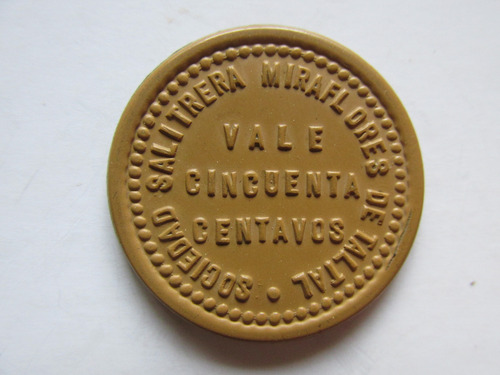 SOCIEDAD SALITRERA MIRAFLORES DE TALTAL
VALE
CINCUENTA
CENTAVOS